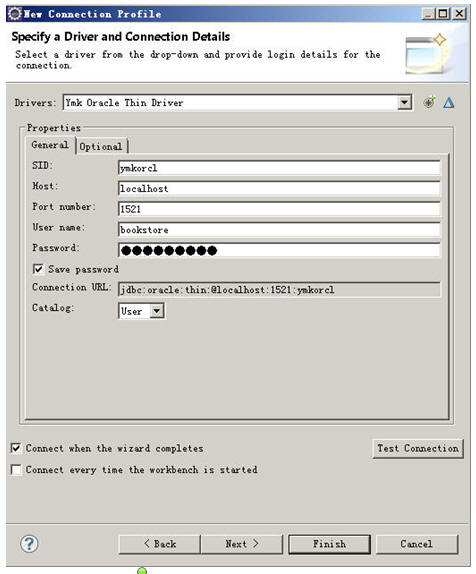 New Connection Profile
Specify a Driver and Connection Details
Select a driver from the drop-down and provide login details for the
connection.
Drivers: Ymk Oracle Thin Driver
Properties
General Optional
SID: ymkorcl
Host: localhost
Port number: 1521
User name: bookstore
Password: ●●●●●●●●●
Save password
Connection URL: jdbc:oracle:thin:@localhost:1521:ymkorcl
Catalog: User
Connect when the wizard completes Test Connection
Connect every time the workbench is started
? < Back Next > Finish Cancel